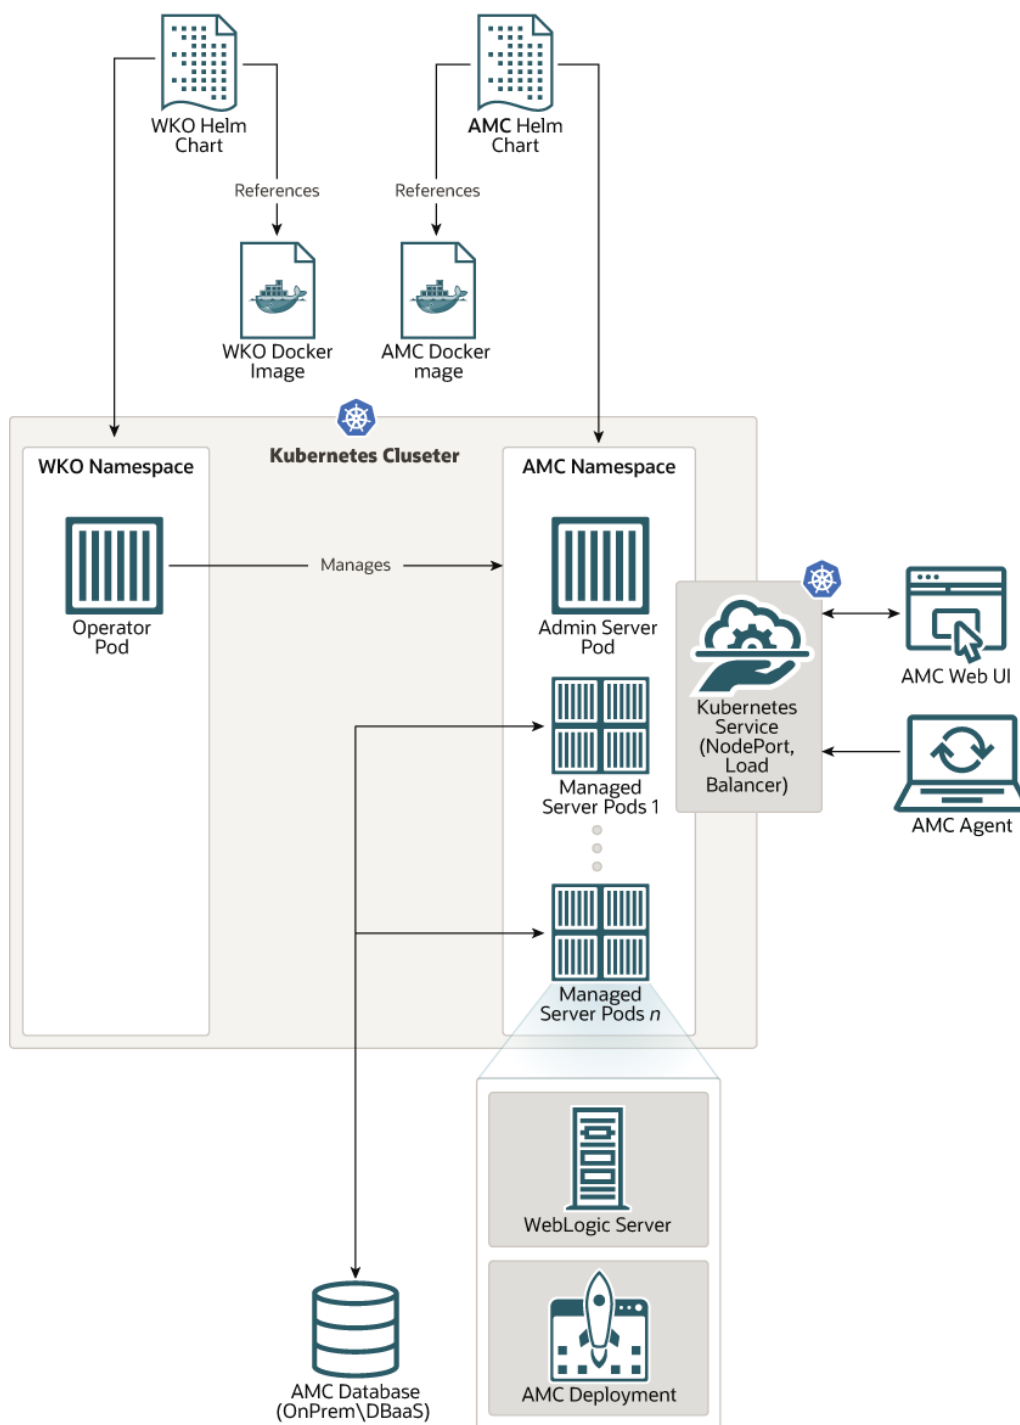 WKO Helm
Chart
AMC Helm
Chart
References
References
WKO Docker
Image
AMC Docker
mage
Kubernetes Cluseter
WKO Namespace
AMC Namespace
Operator
Pod
Manages
Admin Server
Pod
Kubernetes
Service
(NodePort,
Load
Balancer)
AMC Web UI
AMC Agent
Managed
Server Pods 1
Managed
Server Pods n
WebLogic Server
AMC Deployment
AMC Database
(OnPrem\DBaaS)